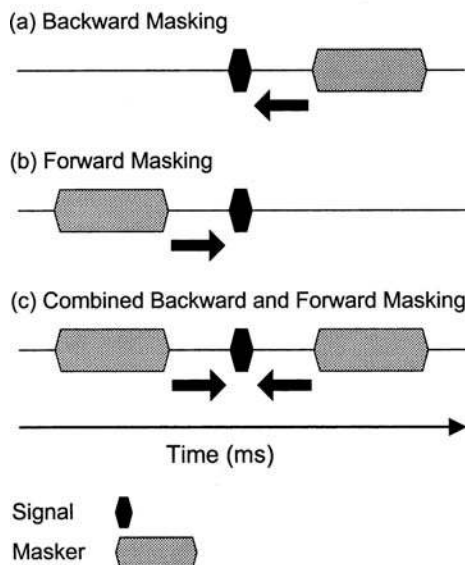 (a) Backward Masking
(b) Forward Masking
(c) Combined Backward and Forward Masking
Time (ms)
Signal
Masker